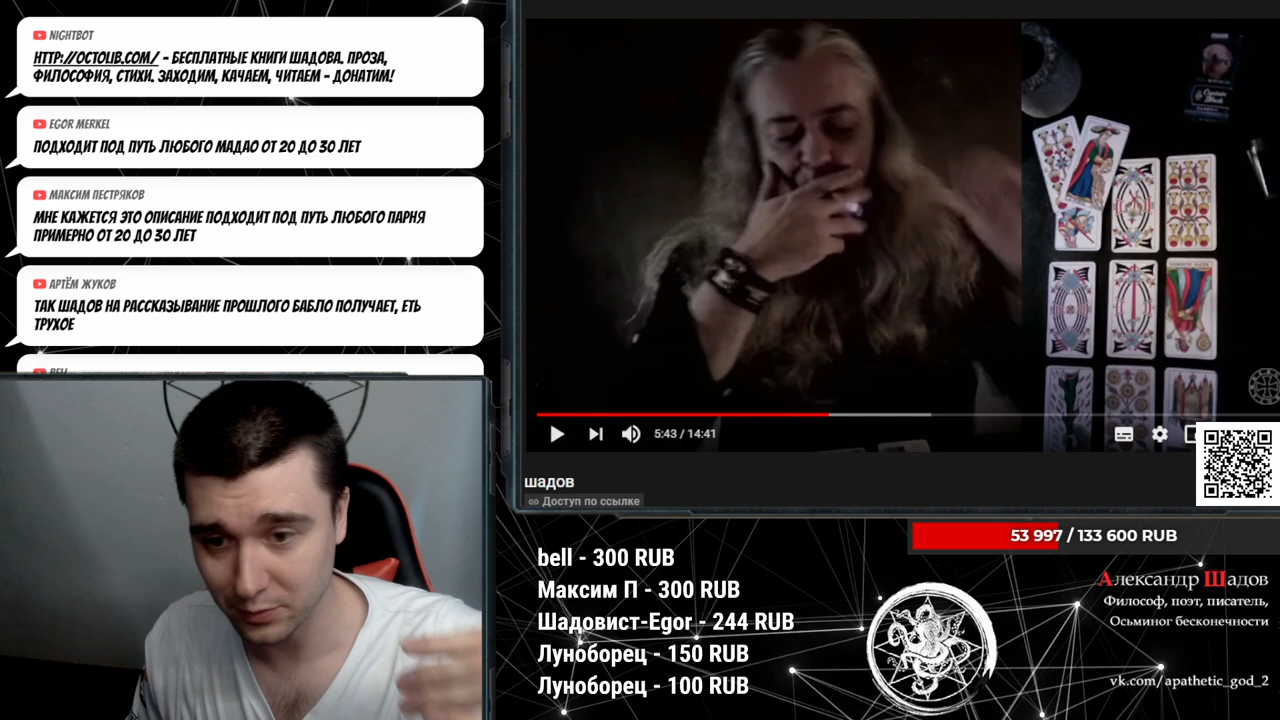 NIGHTBOT
HTTP://OCTOLIB.COM/ - БЕСПЛАТНЫЕ КНИГИ ШАДОВА. ПРОЗА,
ФИЛОСОФИЯ, СТИХИ. ЗАХОДИМ, КАЧАЕМ, ЧИТАЕМ - ДОНАТИМ!
EGOR MERKEL
ПОДХОДИТ ПОД ПУТЬ ЛЮБОГО МАДАО ОТ 20 ДО 30 ЛЕТ
МАКСИМ ПЕСТРЯКОВ
МНЕ КАЖЕТСЯ ЭТО ОПИСАНИЕ ПОДХОДИТ ПОД ПУТЬ ЛЮБОГО ПАРНЯ
ПРИМЕРНО ОТ 20 ДО 30 ЛЕТ
АРТЁМ ЖУКОВ
ТАК ШАДОВ НА РАССКАЗЫВАНИЕ ПРОШЛОГО БАБЛО ПОЛУЧАЕТ, ЕТЬ
ТРУХОЕ
5:43 / 14:41
шадов
Доступ по ссылке
53 997 / 133 600 RUB
bell - 300 RUB
Максим П - 300 RUB
Шадовист-Egor - 244 RUB
Луноборец - 150 RUB
Луноборец - 100 RUB
Александр Шадов
Философ, поэт, писатель,
Осьминог бесконечности
vk.com/apathetic_god_2